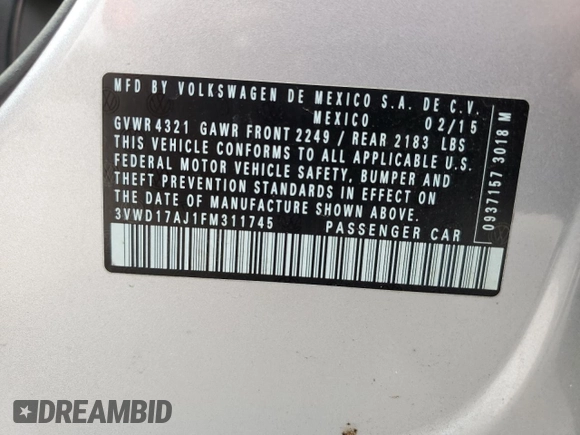 MFD BY VOLKSWAGEN DE MEXICO S.A. DE C.V.
MEXICO 02/15
GVWR 4321 GAWR FRONT 2249 / REAR 2183 LBS
THIS VEHICLE CONFORMS TO ALL APPLICABLE U.S.
FEDERAL MOTOR VEHICLE SAFETY, BUMPER AND
THEFT PREVENTION STANDARDS IN EFFECT ON
THE DATE OF MANUFACTURE SHOWN ABOVE.
3VWD17AJ1FM311745 PASSENGER CAR
0937157 3018 M
DREAMBID